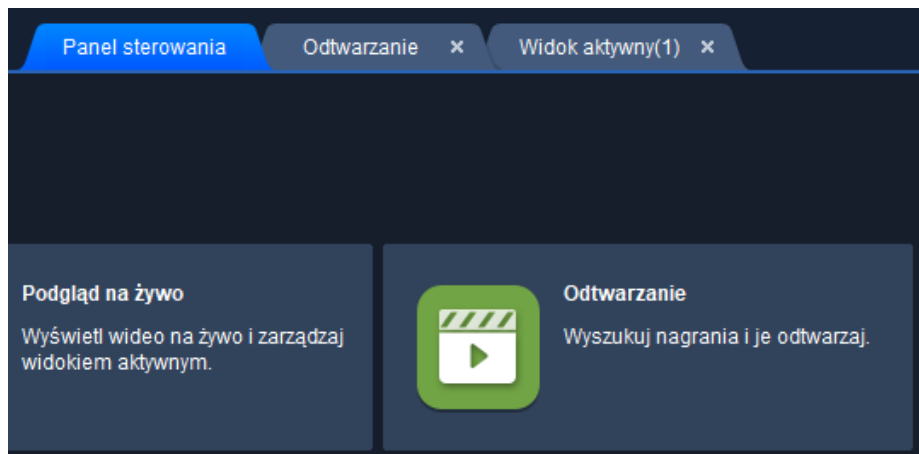 Panel sterowania
Odtwarzanie
Widok aktywny(1)
Podgląd na żywo
Wyświetl wideo na żywo i zarządzaj
widokiem aktywnym.
Odtwarzanie
Wyszukuj nagrania i je odtwarzaj.